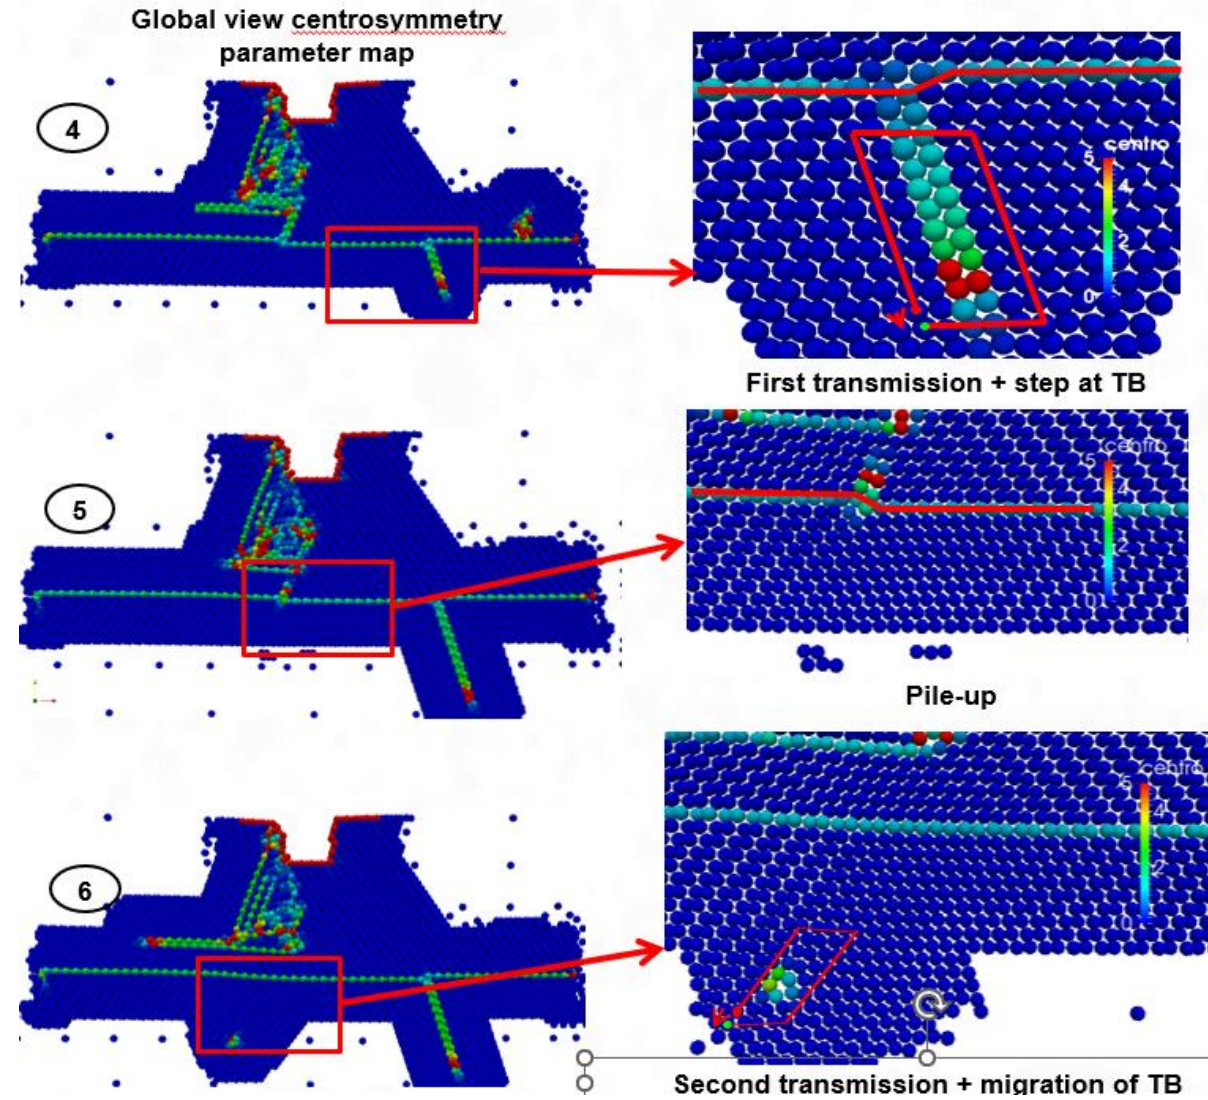 Global view centrosymmetry
parameter map
4
centro
5
4
2
0
First transmission + step at TB
5
centro
5
4
2
0
Pile-up
6
centro
5
4
2
0
Second transmission + migration of TB